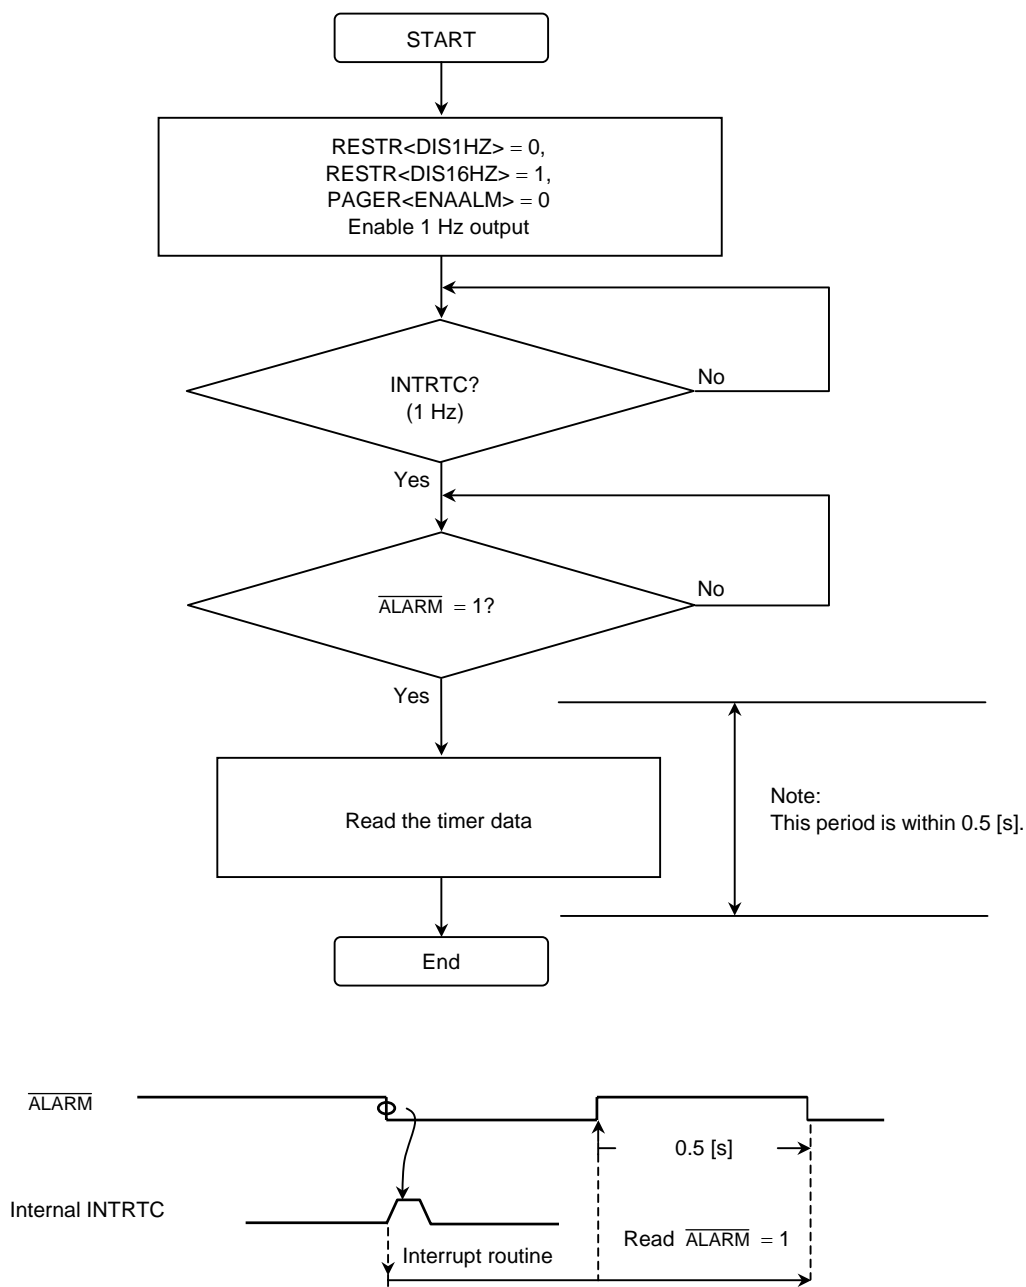 START
RESTR<DIS1HZ> = 0,
RESTR<DIS16HZ> = 1,
PAGER<ENAALM> = 0
Enable 1 Hz output
INTRTC?
(1 Hz)
No
Yes
ALARM = 1?
No
Yes
Read the timer data
Note:
This period is within 0.5 [s].
End
ALARM
0.5 [s]
Internal INTRTC
Interrupt routine
Read ALARM = 1